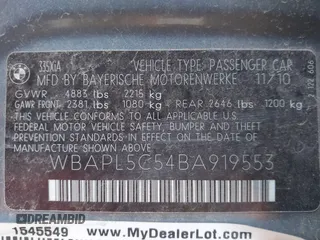 335XiA VEHICLE TYPE PASSENGER CAR
MFD BY BAYERISCHE MOTORENWERKE 11/10
GVWR 4883 lbs 2215 kg
GAWR FRONT 2381 lbs 1080 kg - REAR 2646 lbs 1200 kg
THIS VEHICLE CONFORMS TO ALL APPLICABLE U.S.
FEDERAL MOTOR VEHICLE SAFETY, BUMPER, AND
THEFT PREVENTION STANDARDS IN EFFECT ON THE
DATE OF MANUFACTURE SHOWN ABOVE.
WBAPL5C54BA919553
7 122 606
DREAMBID
1545549 www.MyDealerLot.com